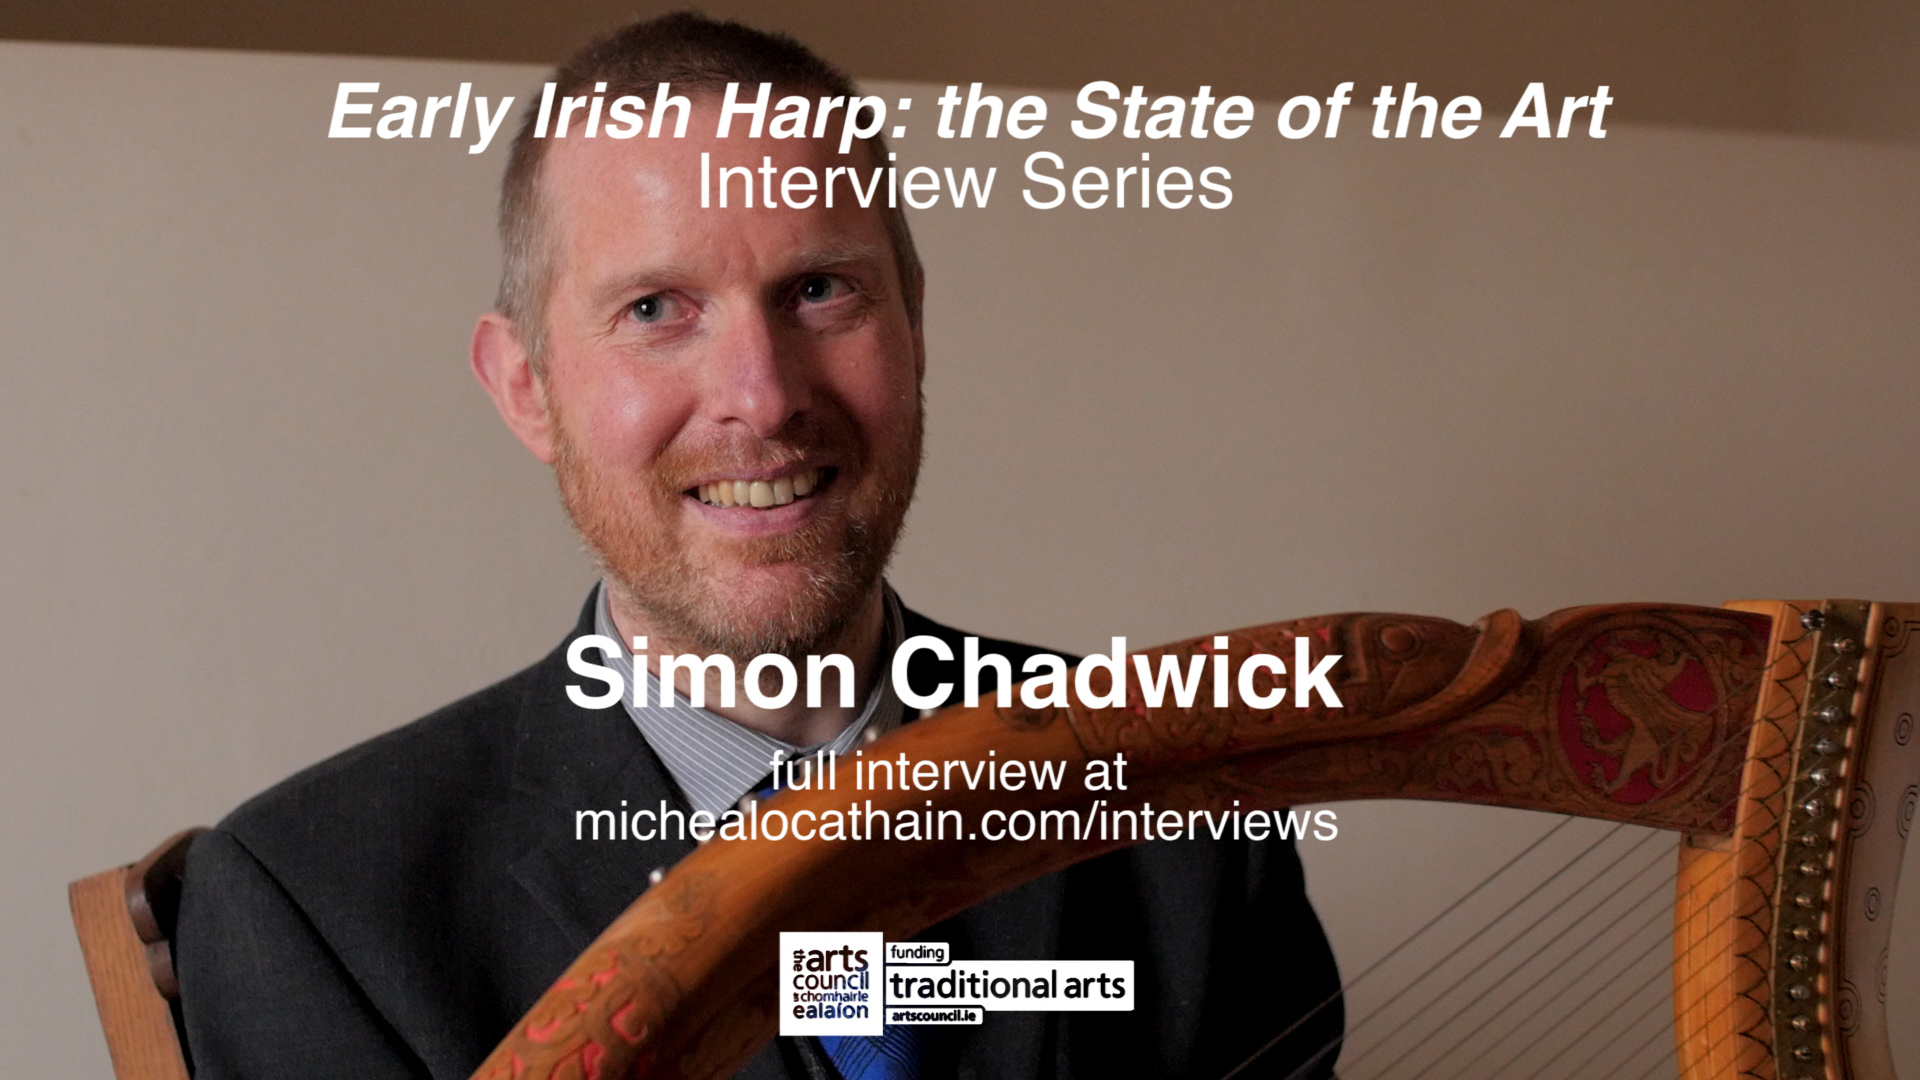 Early Irish Harp: the State of the Art
Interview Series
Simon Chadwick
full interview at
michealocathain.com/interviews
the arts
council
chomhairle
ealaíon
funding
traditional arts
artscouncil.ie